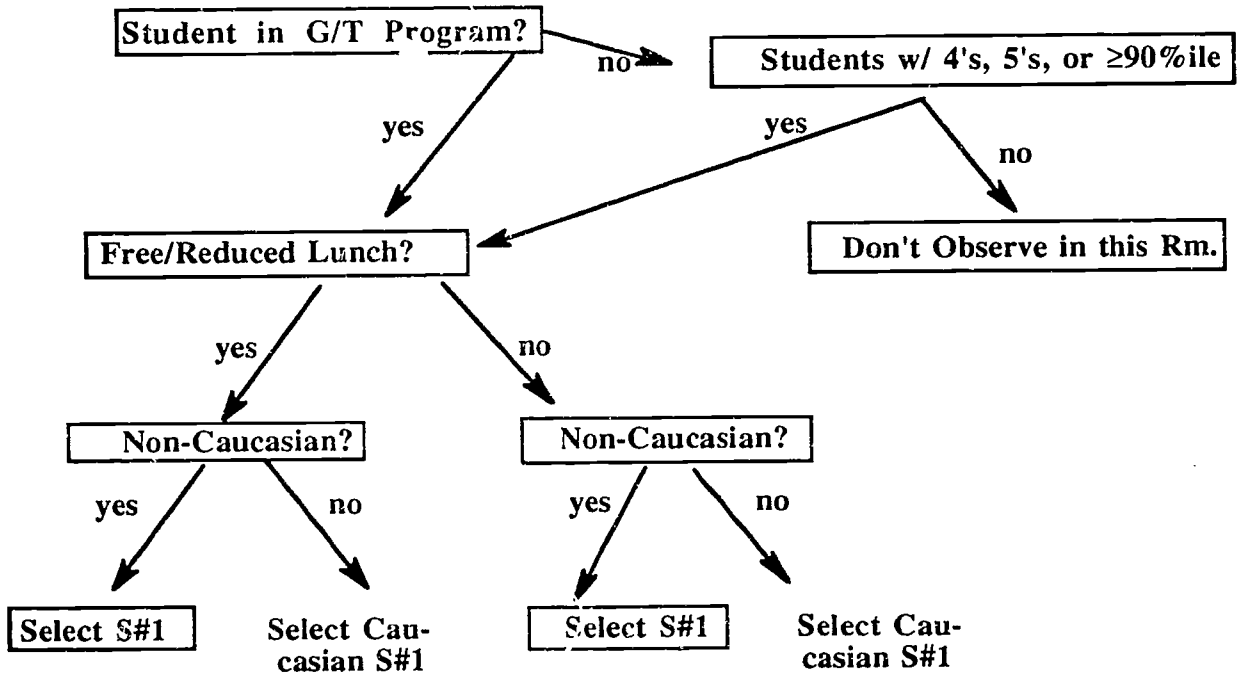 Student in G/T Program?
no
Students w/ 4's, 5's, or ≥90%ile
yes
yes
no
Free/Reduced Lunch?
Don't Observe in this Rm.
yes
no
Non-Caucasian?
Non-Caucasian?
yes
no
yes
no
Select S#1
Select Cau-
casian S#1
Select S#1
Select Cau-
casian S#1